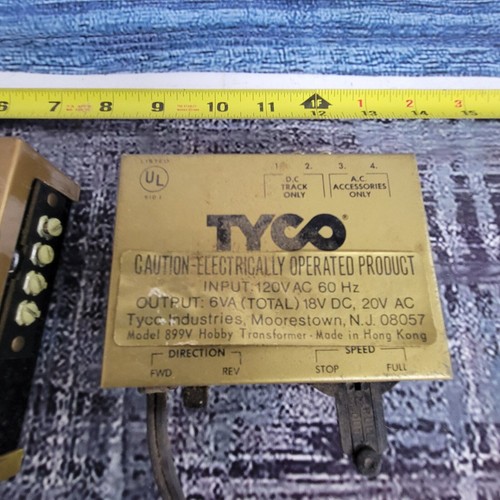 6 7 8 9 10 11 1F 1 2 3
12 13 14 15
UL
1. 2. 3. 4.
D.C. A.C.
TRACK ACCESSORIES
ONLY ONLY
TYCO®
CAUTION-ELECTRICALLY OPERATED PRODUCT
INPUT: 120V AC 60 Hz
OUTPUT: 6VA (TOTAL) 18V DC, 20V AC
Tyco Industries, Moorestown, N.J. 08057
Model 899V Hobby Transformer - Made in Hong Kong
DIRECTION SPEED
FWD REV STOP FULL